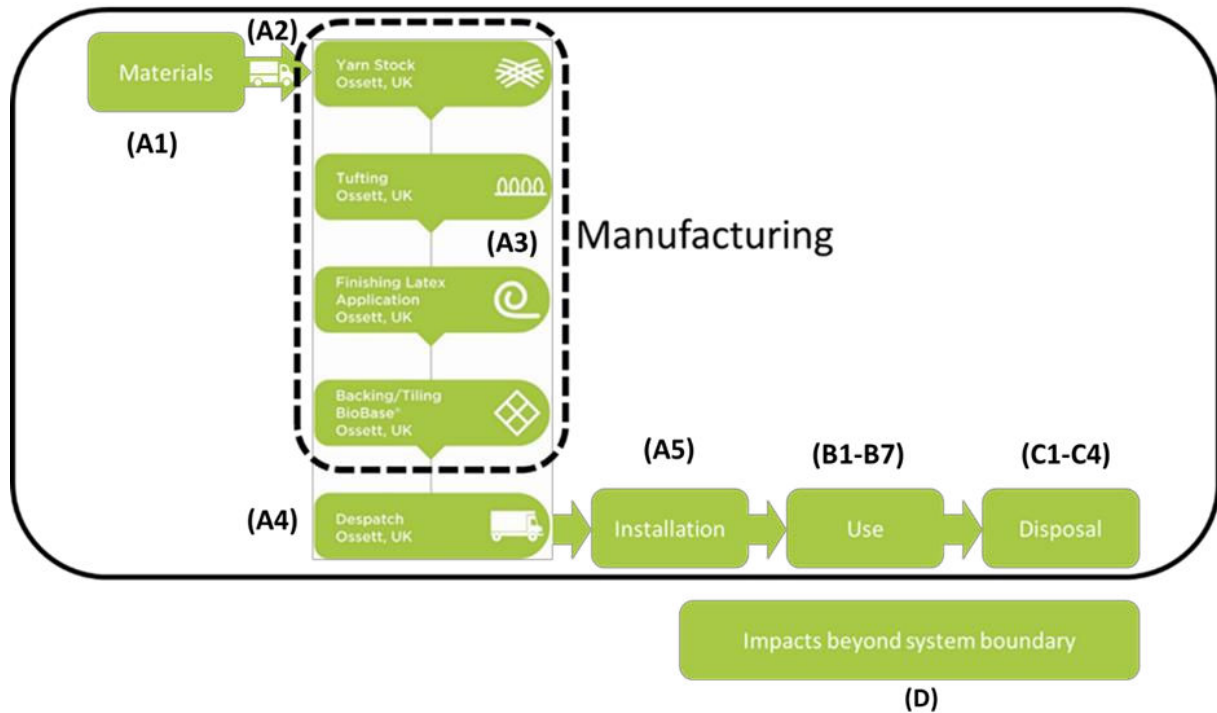 (A2)
Materials
(A1)
Yarn Stock
Ossett, UK
Tufting
Ossett, UK
(A3)
Manufacturing
Finishing Latex
Application
Ossett, UK
Backing/Tiling
BioBase®
Ossett, UK
(A4)
Despatch
Ossett, UK
(A5)
Installation
(B1-B7)
Use
(C1-C4)
Disposal
Impacts beyond system boundary
(D)